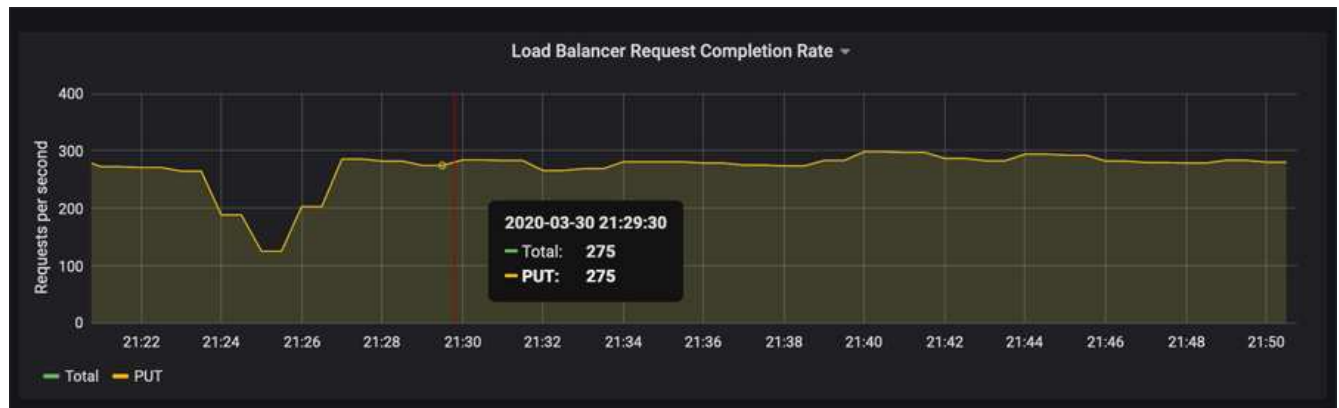 Load Balancer Request Completion Rate
400
300
200
100
0
Requests per second
2020-03-30 21:29:30
Total: 275
PUT: 275
21:22 21:24 21:26 21:28 21:30 21:32 21:34 21:36 21:38 21:40 21:42 21:44 21:46 21:48 21:50
Total PUT